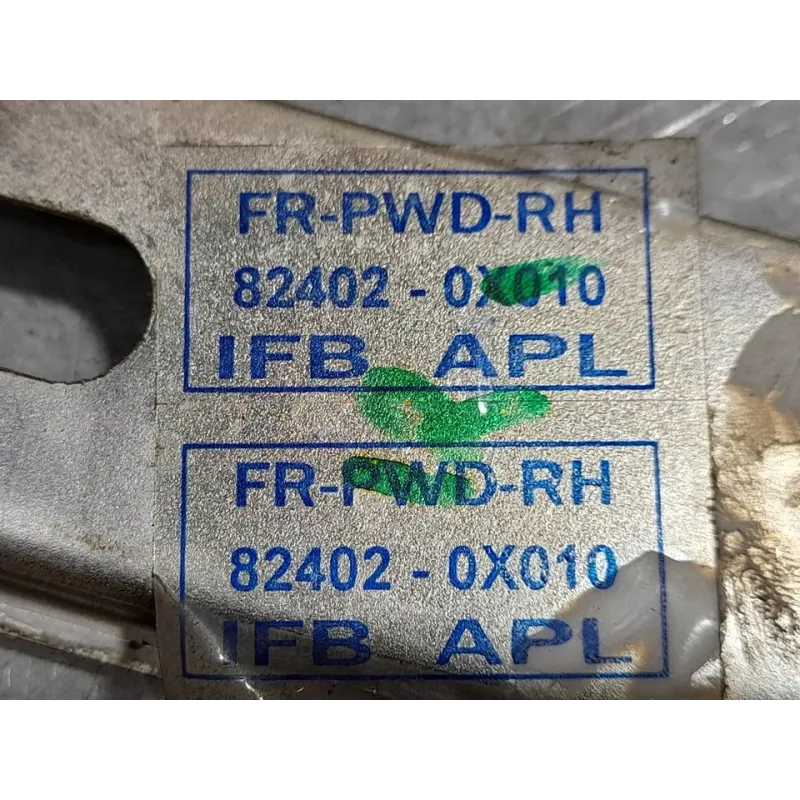 FR-PWD-RH
82402 - 0X010
IFB APL
FR-PWD-RH
82402 - 0X010
IFB APL